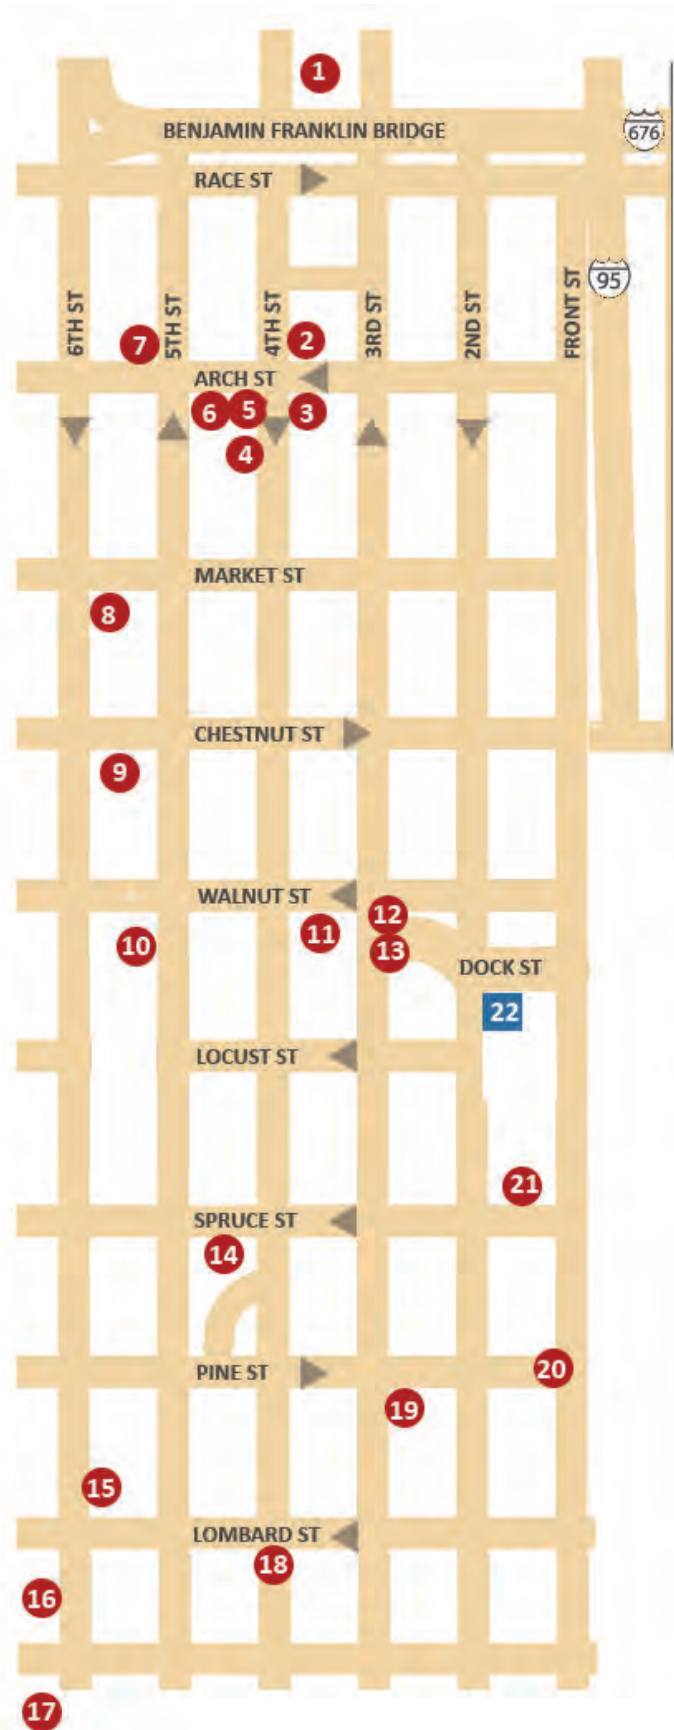 1
BENJAMIN FRANKLIN BRIDGE
676
RACE ST
95
6TH ST
5TH ST
4TH ST
3RD ST
2ND ST
FRONT ST
7
2
ARCH ST
6
5
3
4
MARKET ST
8
CHESTNUT ST
9
WALNUT ST
12
11
10
13
DOCK ST
22
LOCUST ST
21
SPRUCE ST
14
PINE ST
20
19
15
LOMBARD ST
18
16
17